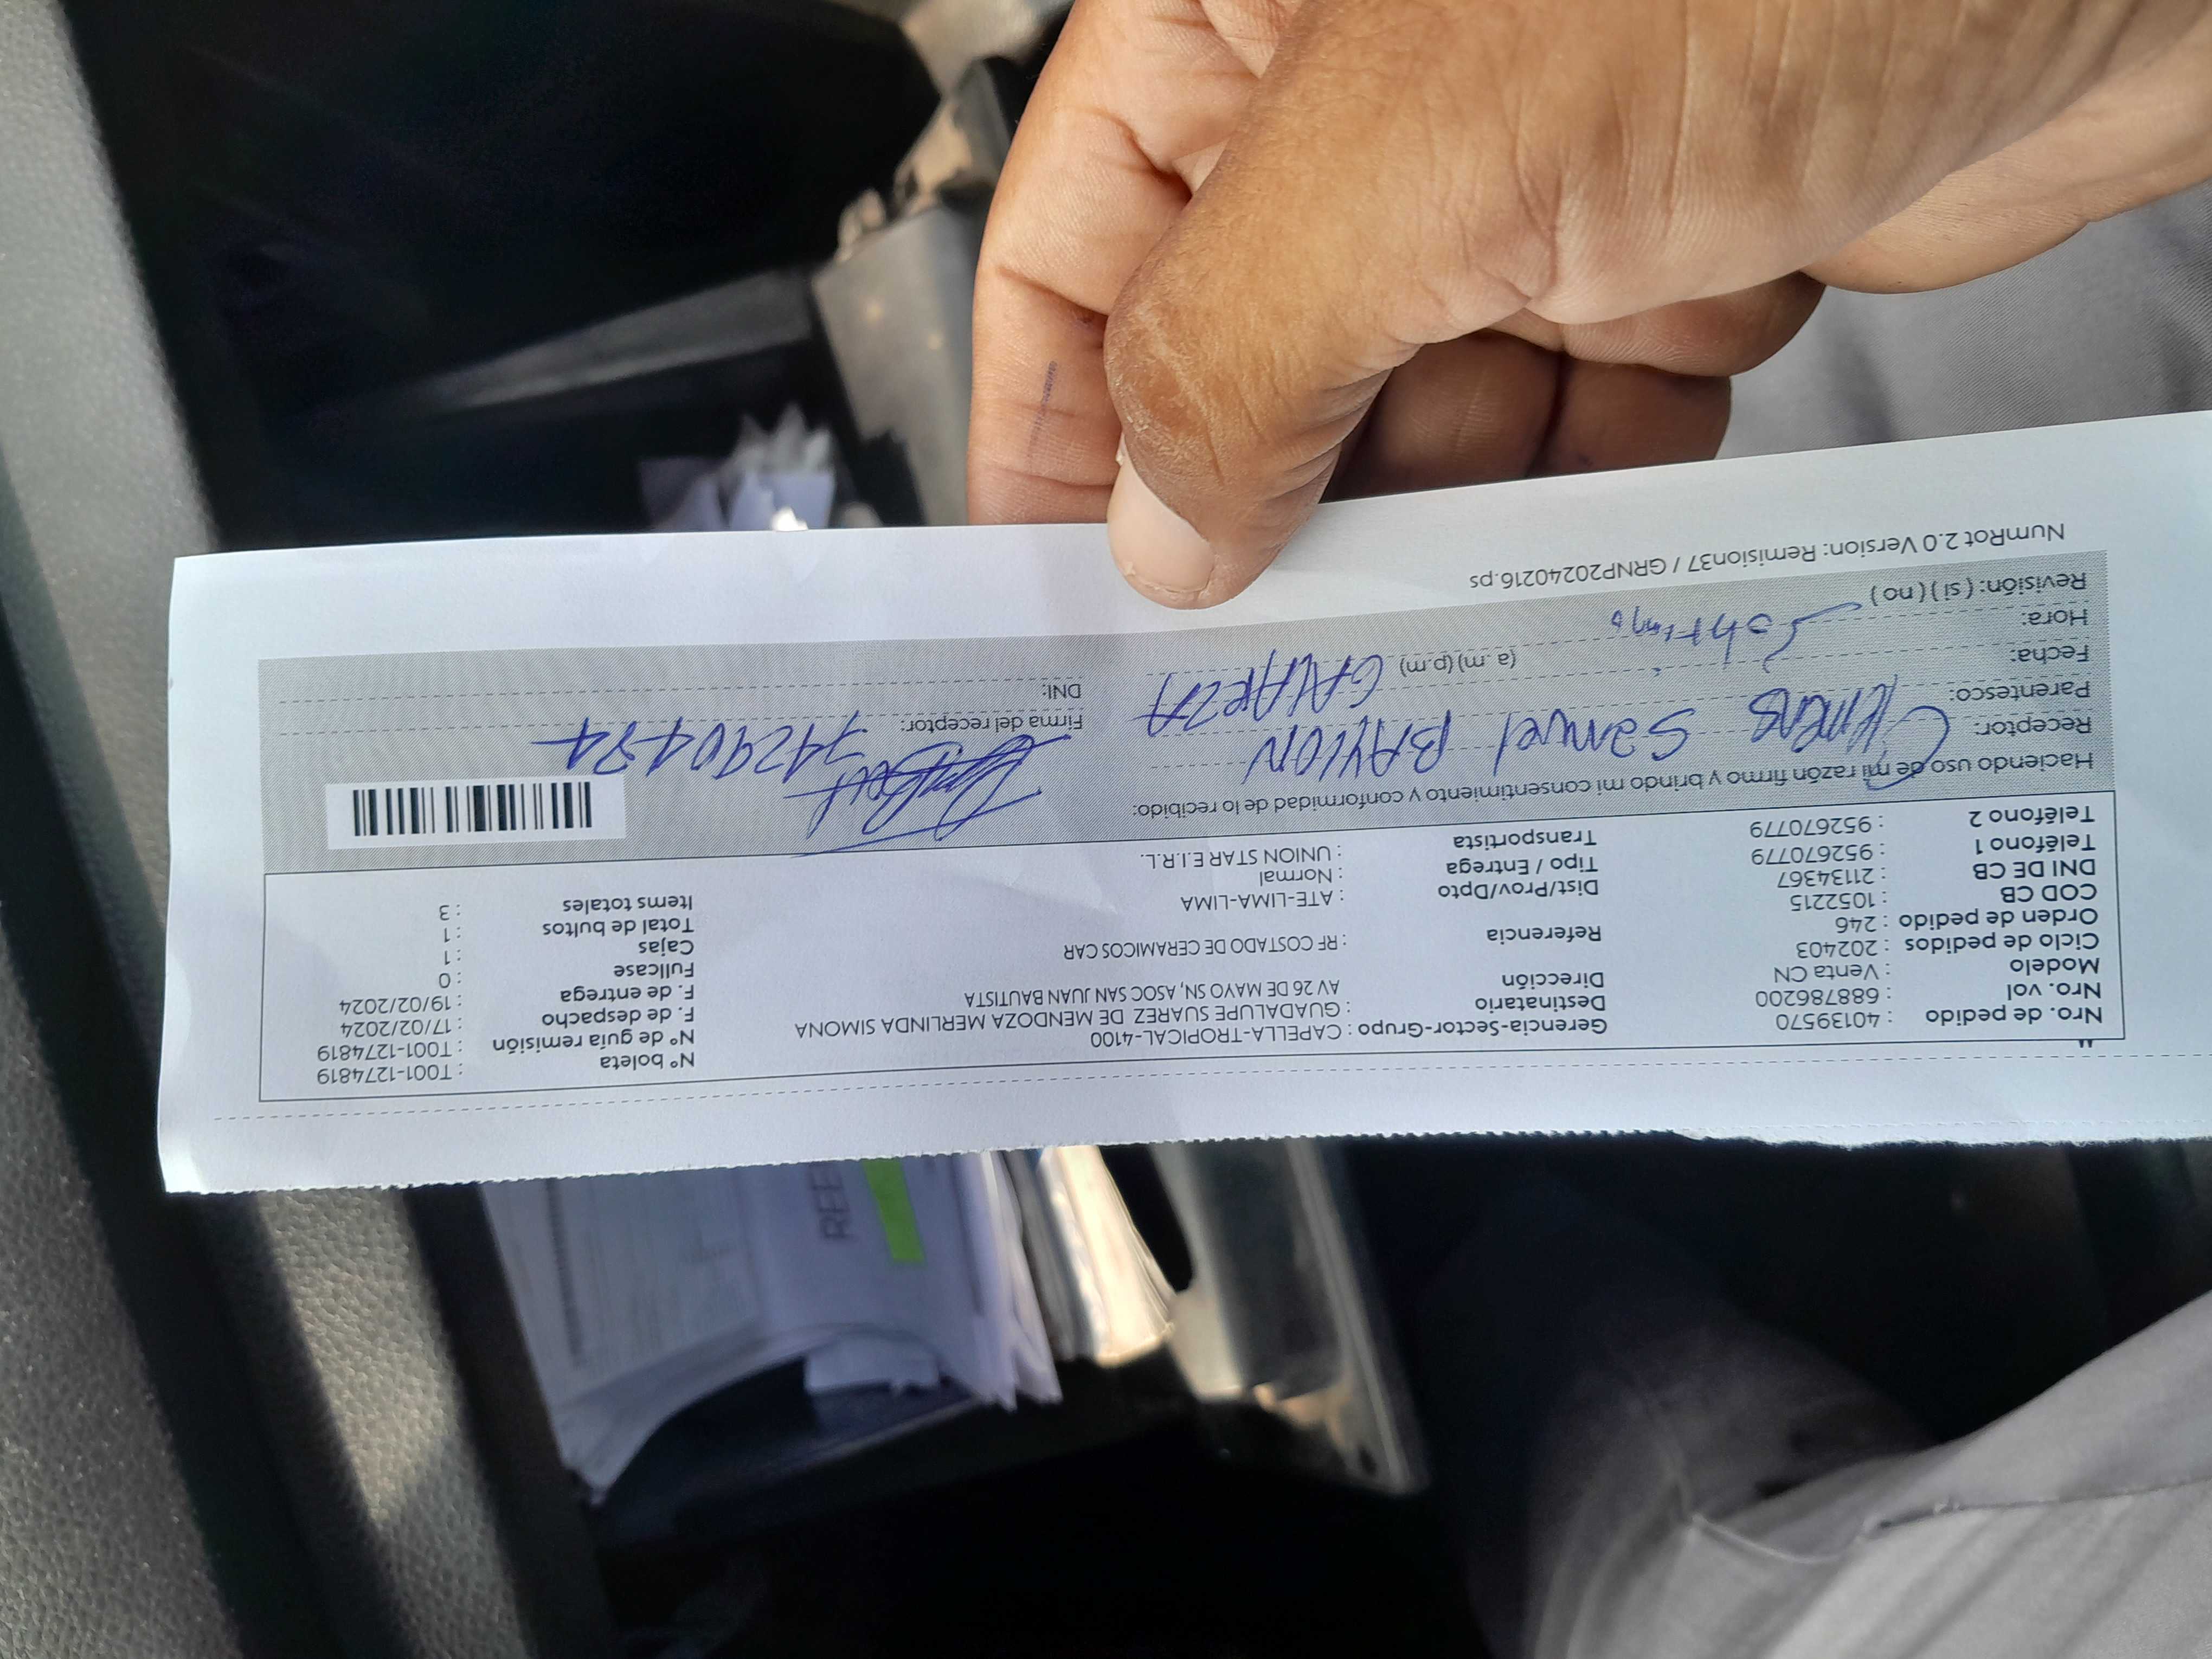 Nro. de pedido : 40139570
Nro. vol : 688786200
Modelo : Venta CN
Ciclo de pedidos : 202403
Orden de pedido : 246
COD CB : 1052215
DNI DE CB : 21134367
Teléfono 1 : 952670779
Teléfono 2 : 952670779
Gerencia-Sector-Grupo : CAPELLA-TROPICAL-4100
Destinatario : GUADALUPE SUAREZ DE MENDOZA MERLINDA SIMONA
Dirección AV 26 DE MAYO SN, ASOC SAN JUAN BAUTISTA
Referencia : RF COSTADO DE CERAMICOS CAR
Dist/Prov/Dpto : ATE-LIMA-LIMA
Tipo / Entrega : Normal
Transportista : UNION STAR E.I.R.L.
N° boleta : T001-1274819
N° de guía remisión : T001-1274819
F. de despacho : 17/02/2024
F. de entrega : 19/02/2024
Fullcase : 0
Cajas : 1
Total de bultos : 1
Items totales : 3
Haciendo uso de mi razón firmo y brindo mi consentimiento y conformidad de lo recibido:
Receptor: Samuel BAYLON
Parentesco: GALARZA
Fecha:
Hora: (a. m) (p.m)
Revisión: (si) (no)
Firma del receptor:
DNI:
NumRot 2.0 Version: Remision37 / GRNP20240216.ps
REE